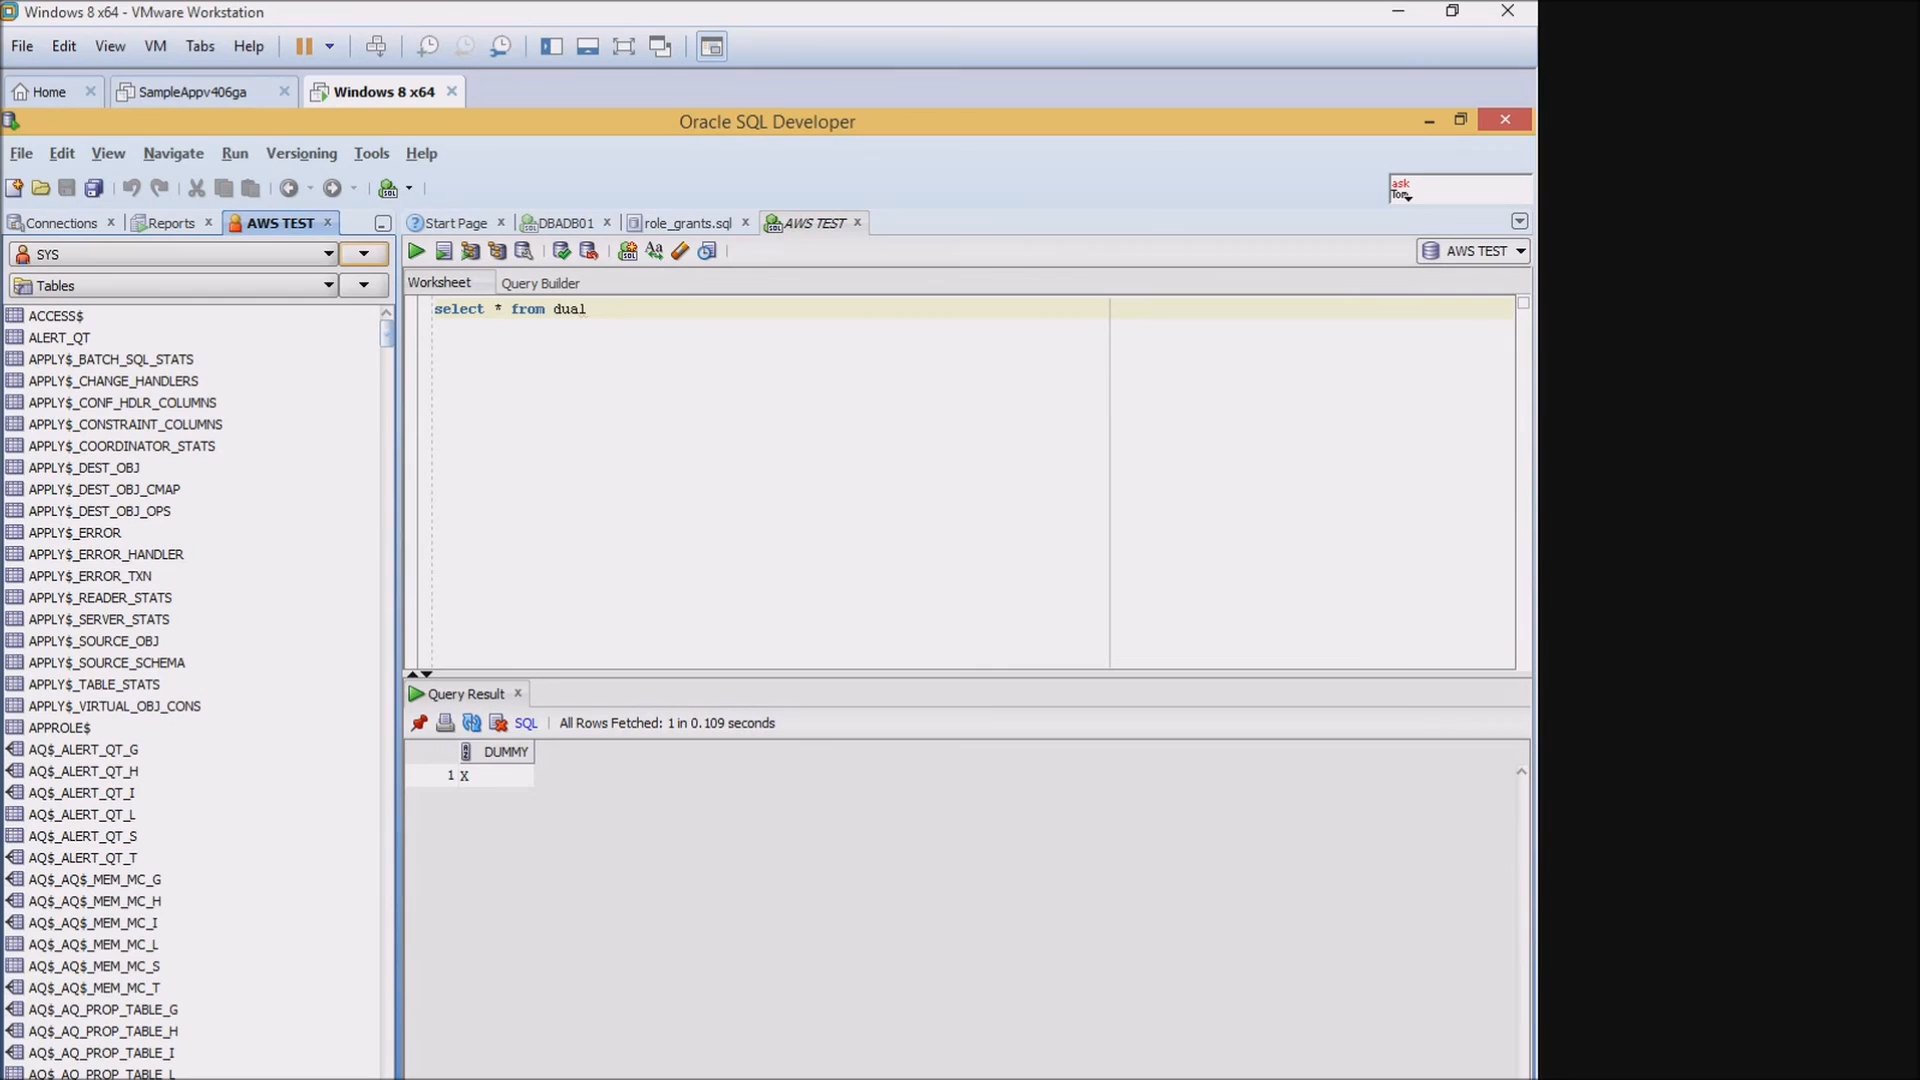 Windows 8 x64 - VMware Workstation
File Edit View VM Tabs Help
Home SampleAppv406ga Windows 8 x64
Oracle SQL Developer
File Edit View Navigate Run Versioning Tools Help
SQL
ask
Tom
Connections Reports AWS TEST Start Page DBADB01 role_grants.sql AWS TEST
SYS
AWS TEST
Tables
Worksheet Query Builder
select * from dual
ACCESS$
ALERT_QT
APPLY$_BATCH_SQL_STATS
APPLY$_CHANGE_HANDLERS
APPLY$_CONF_HDLR_COLUMNS
APPLY$_CONSTRAINT_COLUMNS
APPLY$_COORDINATOR_STATS
APPLY$_DEST_OBJ
APPLY$_DEST_OBJ_CMAP
APPLY$_DEST_OBJ_OPS
APPLY$_ERROR
APPLY$_ERROR_HANDLER
APPLY$_ERROR_TXN
APPLY$_READER_STATS
APPLY$_SERVER_STATS
APPLY$_SOURCE_OBJ
APPLY$_SOURCE_SCHEMA
APPLY$_TABLE_STATS
APPLY$_VIRTUAL_OBJ_CONS
APPROLE$
AQ$_ALERT_QT_G
AQ$_ALERT_QT_H
AQ$_ALERT_QT_I
AQ$_ALERT_QT_L
AQ$_ALERT_QT_S
AQ$_ALERT_QT_T
AQ$_AQ$_MEM_MC_G
AQ$_AQ$_MEM_MC_H
AQ$_AQ$_MEM_MC_I
AQ$_AQ$_MEM_MC_L
AQ$_AQ$_MEM_MC_S
AQ$_AQ$_MEM_MC_T
AQ$_AQ_PROP_TABLE_G
AQ$_AQ_PROP_TABLE_H
AQ$_AQ_PROP_TABLE_I
AQ$_AQ_PROP_TABLE_L
Query Result
SQL All Rows Fetched: 1 in 0.109 seconds
DUMMY
1 X